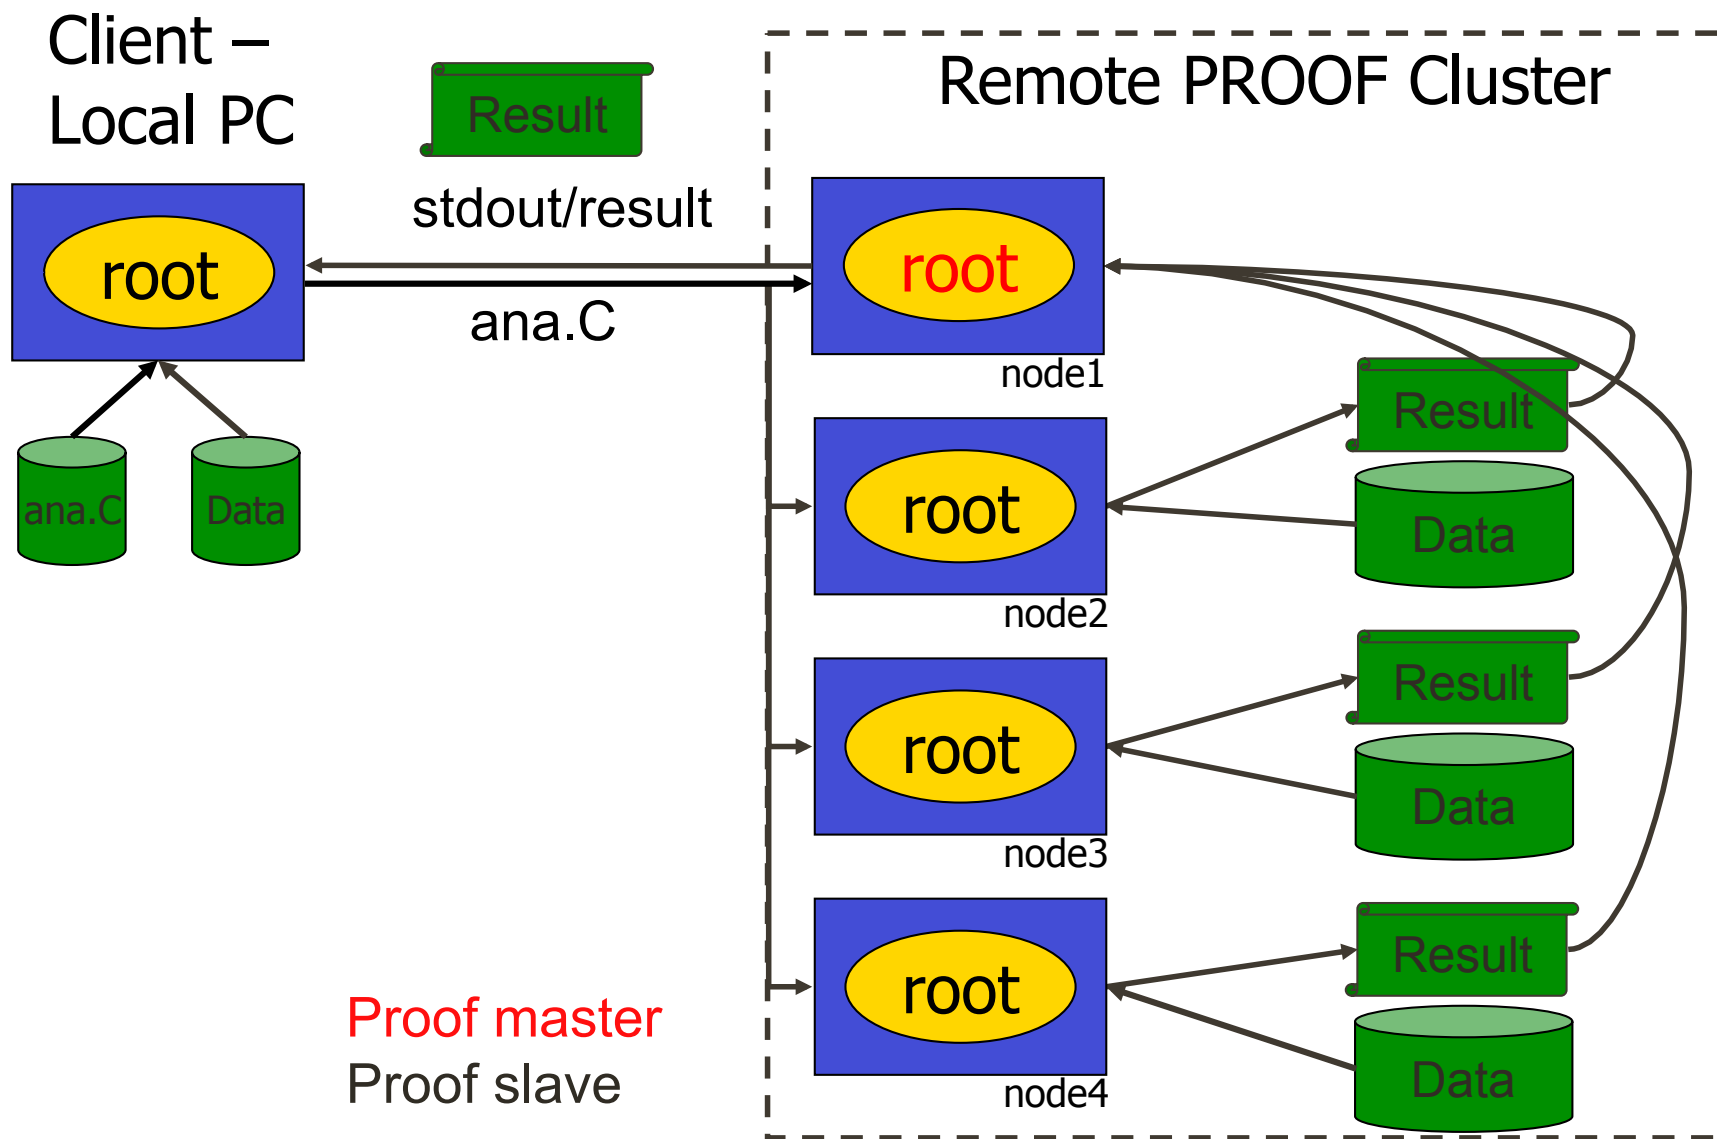 Client –
Local PC
Result
Remote PROOF Cluster
stdout/result
root
root
ana.C
node1
ana.C
Data
Result
root
Data
node2
Result
root
Data
node3
Result
root
Data
node4
Proof master
Proof slave